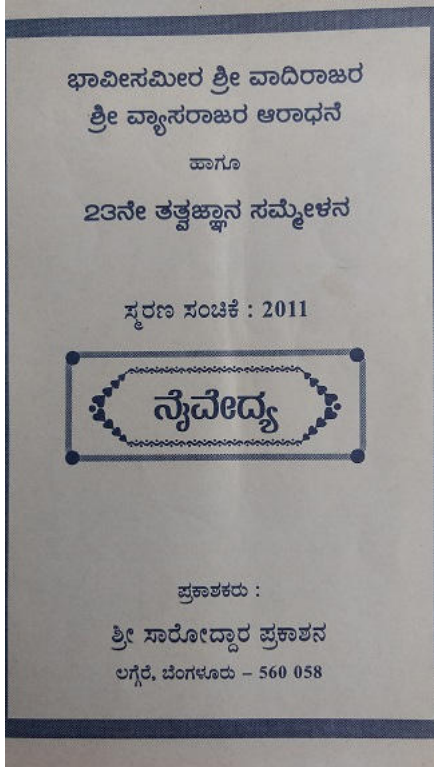 ಭಾವೀಸಮೀರ ಶ್ರೀ ವಾದಿರಾಜರ
ಶ್ರೀ ವ್ಯಾಸರಾಜರ ಆರಾಧನೆ
ಹಾಗೂ
23ನೇ ತತ್ವಜ್ಞಾನ ಸಮ್ಮೇಳನ
ಸ್ಮರಣ ಸಂಚಿಕೆ : 2011
ನೈವೇದ್ಯ
ಪ್ರಕಾಶಕರು :
ಶ್ರೀ ಸಾರೋದ್ದಾರ ಪ್ರಕಾಶನ
ಲಗ್ಗೆರೆ, ಬೆಂಗಳೂರು – 560 058